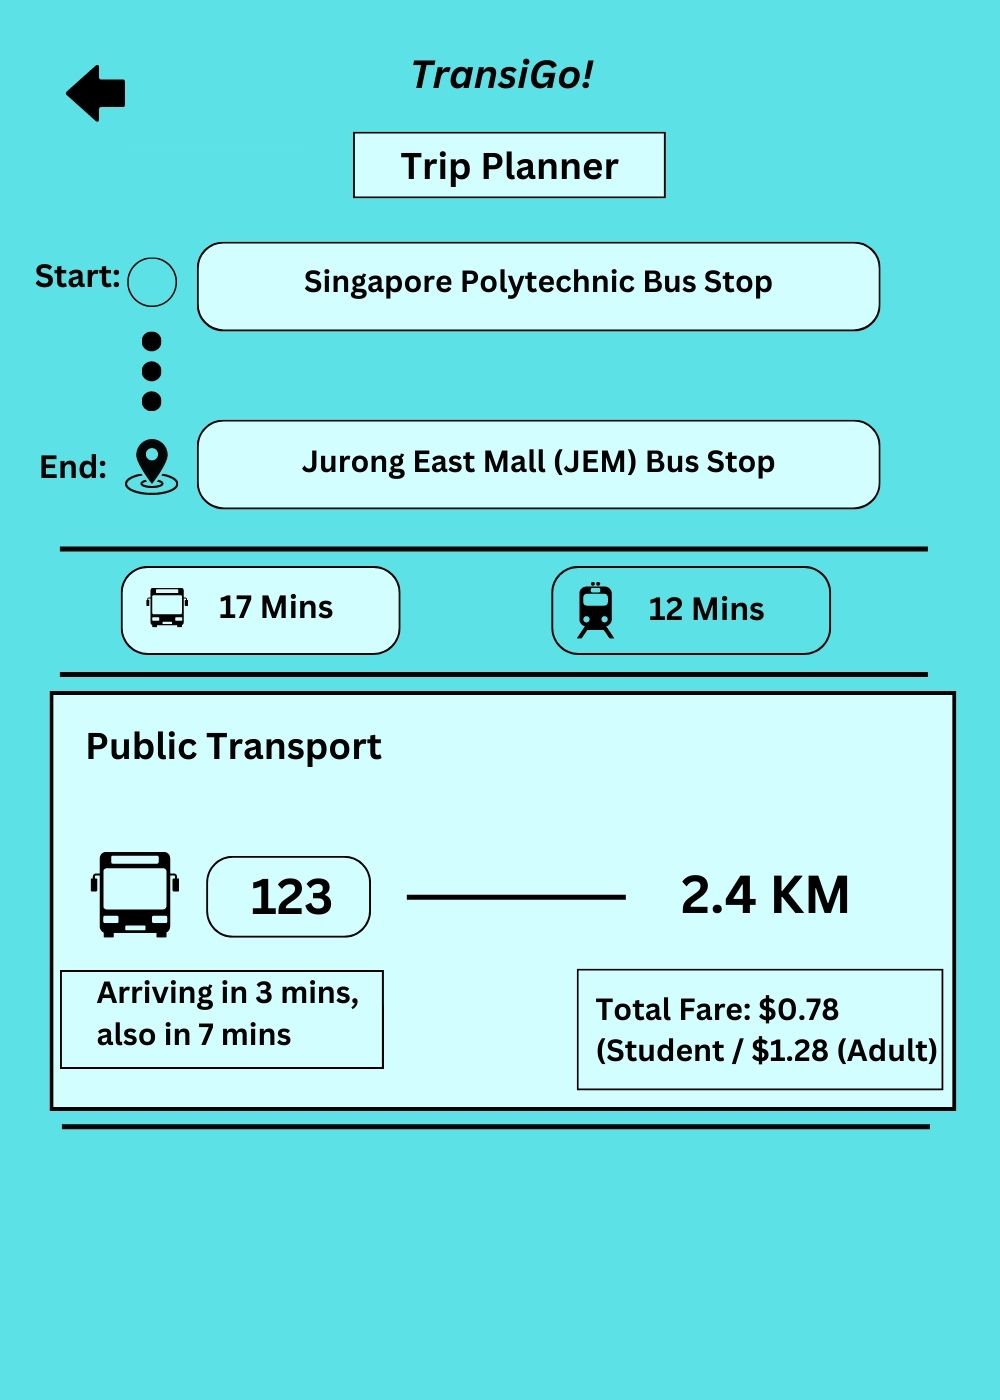 TransiGo!
Trip Planner
Start:
Singapore Polytechnic Bus Stop
End:
Jurong East Mall (JEM) Bus Stop
17 Mins
12 Mins
Public Transport
123
2.4 KM
Arriving in 3 mins,
also in 7 mins
Total Fare: $0.78
(Student / $1.28 (Adult)